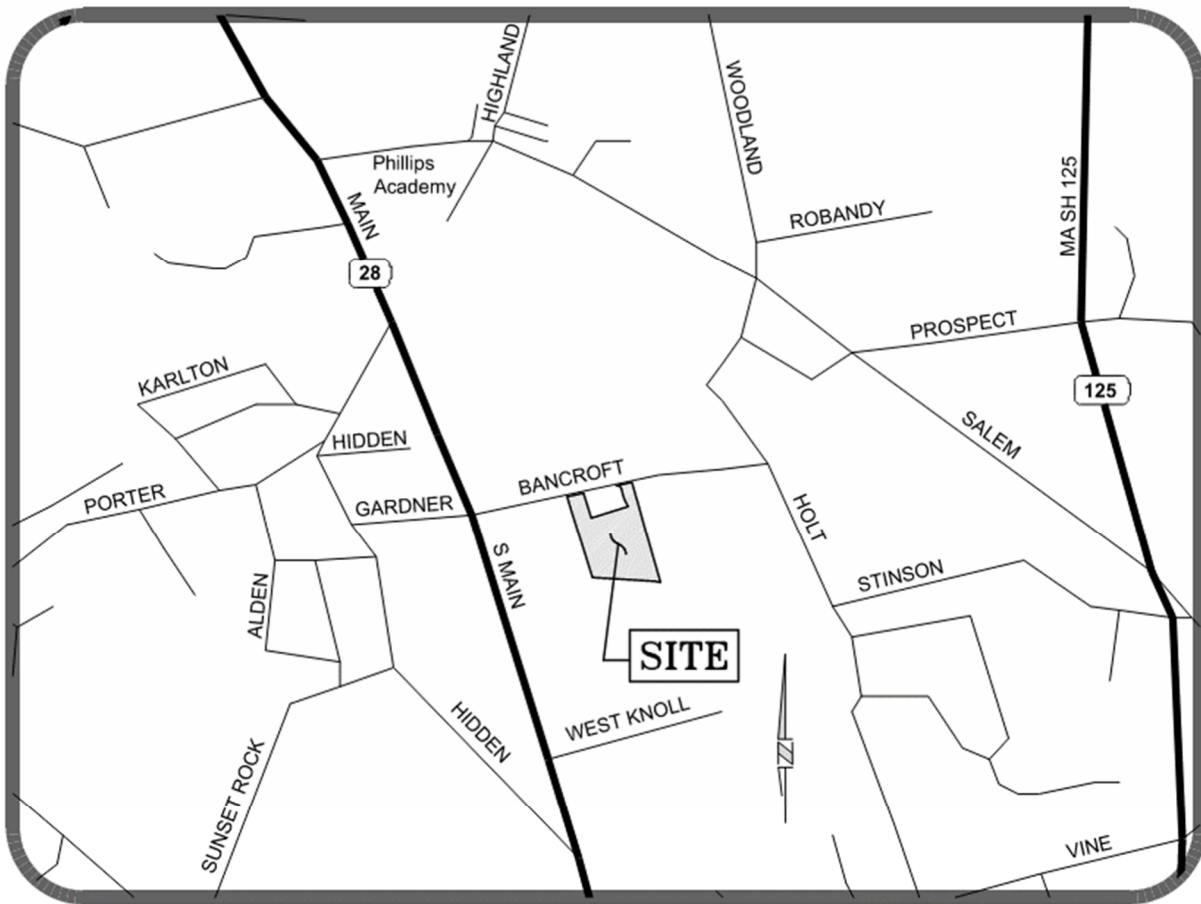 HIGHLAND
WOODLAND
Phillips
Academy
MAIN
MA SH 125
ROBANDY
28
PROSPECT
KARLTON
125
SALEM
HIDDEN
BANCROFT
PORTER
GARDNER
HOLT
S MAIN
STINSON
ALDEN
SITE
WEST KNOLL
HIDDEN
N
SUNSET ROCK
VINE